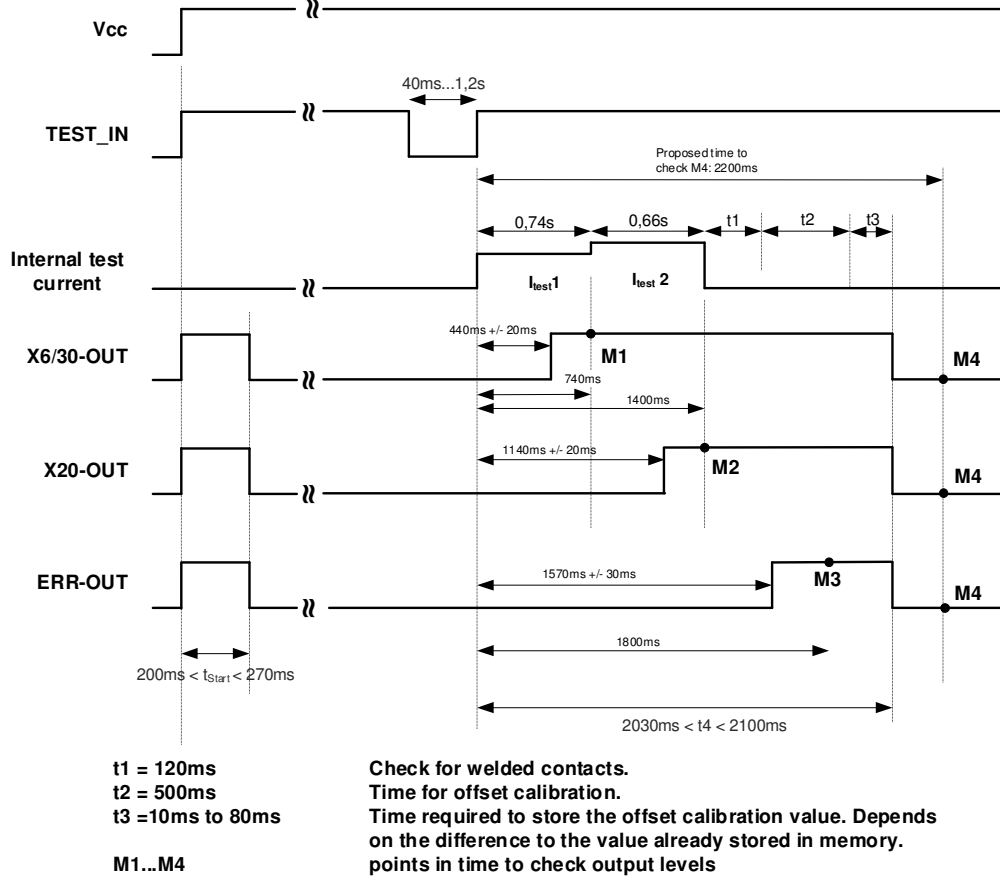 Vcc
40ms...1,2s
TEST_IN
Proposed time to
check M4: 2200ms
0,74s 0,66s t1 t2 t3
Internal test
current
Itest1 Itest 2
440ms +/- 20ms
X6/30-OUT
M1
M4
740ms
1400ms
1140ms +/- 20ms
X20-OUT
M2
M4
1570ms +/- 30ms
ERR-OUT
M3
M4
1800ms
200ms < tStart < 270ms
2030ms < t4 < 2100ms
t1 = 120ms Check for welded contacts.
t2 = 500ms Time for offset calibration.
t3 =10ms to 80ms Time required to store the offset calibration value. Depends
on the difference to the value already stored in memory.
M1...M4 points in time to check output levels